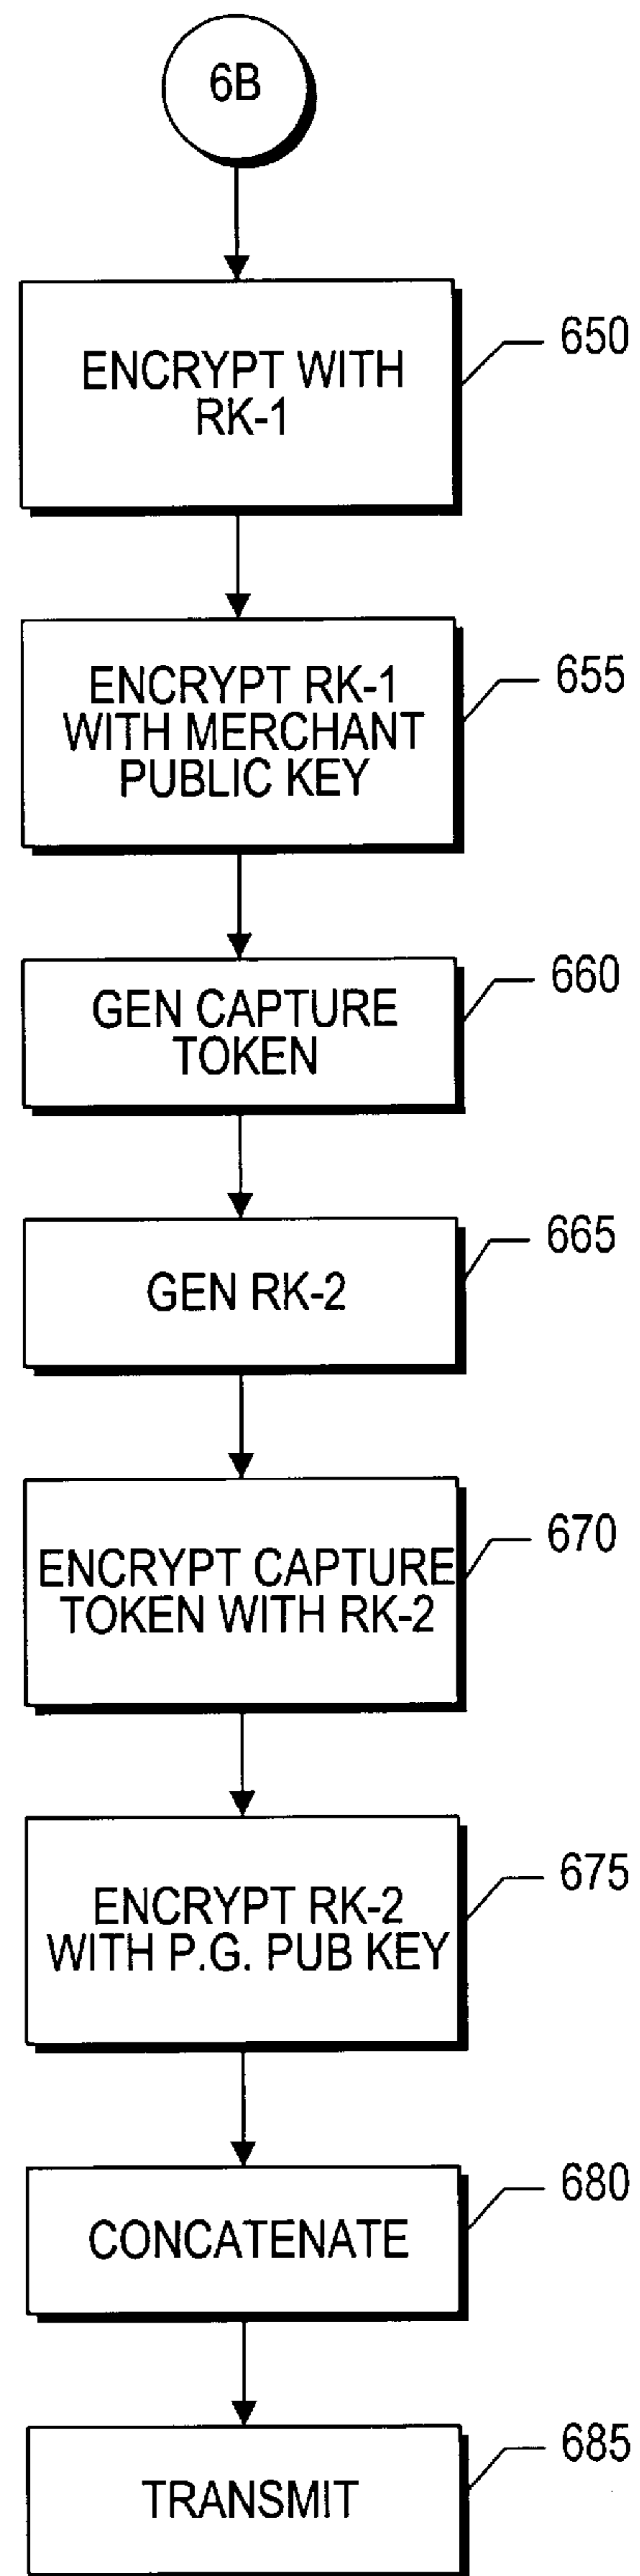 6B
ENCRYPT WITH
RK-1
650
ENCRYPT RK-1
WITH MERCHANT
PUBLIC KEY
655
GEN CAPTURE
TOKEN
660
GEN RK-2
665
ENCRYPT CAPTURE
TOKEN WITH RK-2
670
ENCRYPT RK-2
WITH P.G. PUB KEY
675
CONCATENATE
680
TRANSMIT
685